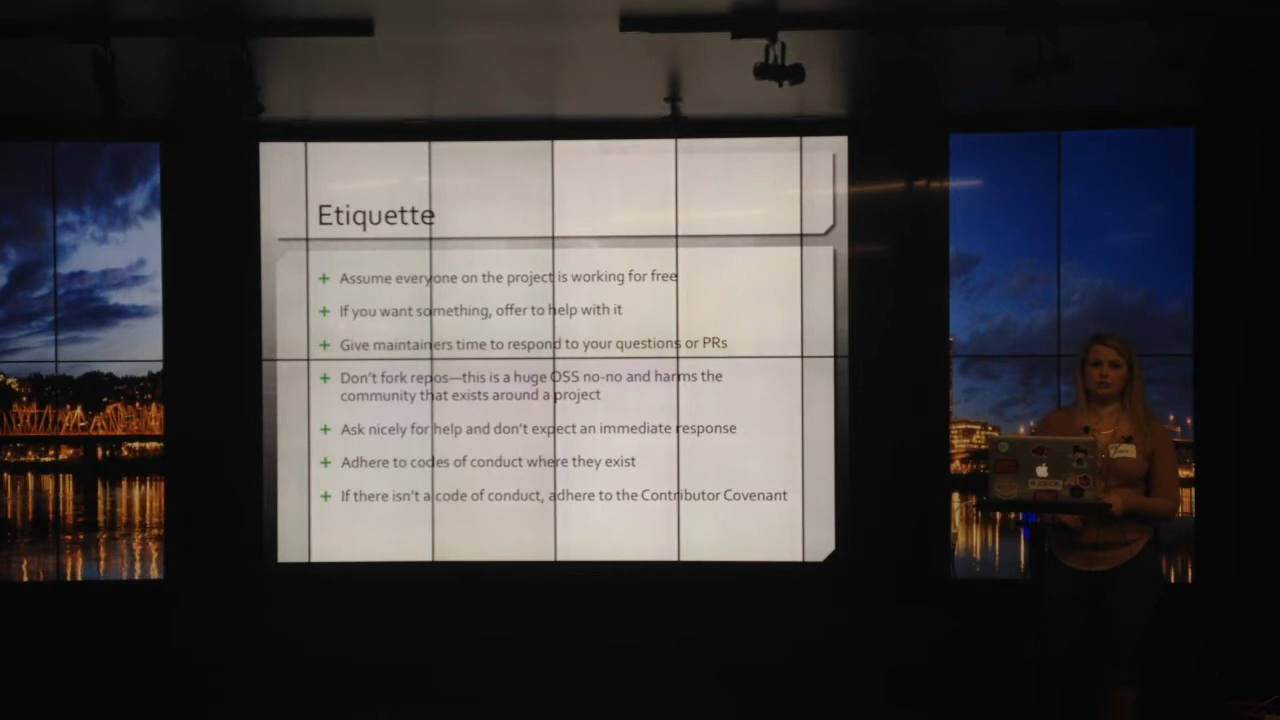 Etiquette
+ Assume everyone on the project is working for free
+ If you want something, offer to help with it
+ Give maintainers time to respond to your questions or PRs
+ Don't fork repos—this is a huge OSS no-no and harms the
community that exists around a project
+ Ask nicely for help and don't expect an immediate response
+ Adhere to codes of conduct where they exist
+ If there isn't a code of conduct, adhere to the Contributor Covenant